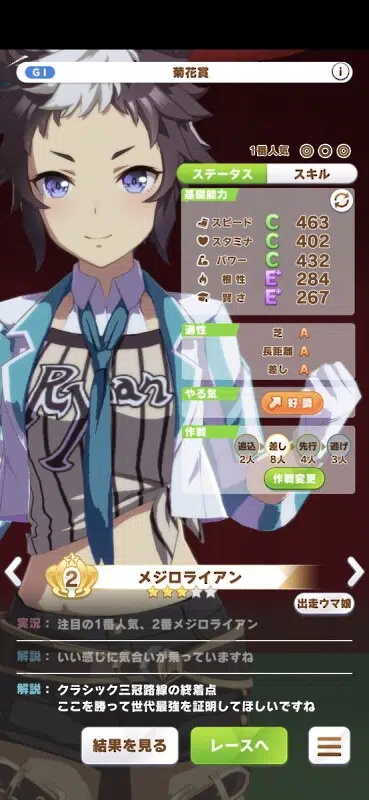 GI 菊花賞
1番人気 ◎ ◎ ◎
ステータス スキル
基礎能力
スピード C 463
スタミナ C 402
パワー C 432
根性 E+ 284
賢さ E+ 267
適性
芝 A
長距離 A
差し A
やる気
好調
作戦
追込 差し 先行 逃げ
2人 8人 4人 3人
作戦変更
Ryan
2 メジロライアン
出走ウマ娘
実況： 注目の1番人気、2番メジロライアン
解説： いい感じに気合いが乗っていますね
解説： クラシック三冠路線の終着点
ここを勝って世代最強を証明してほしいですね
結果を見る レースへ